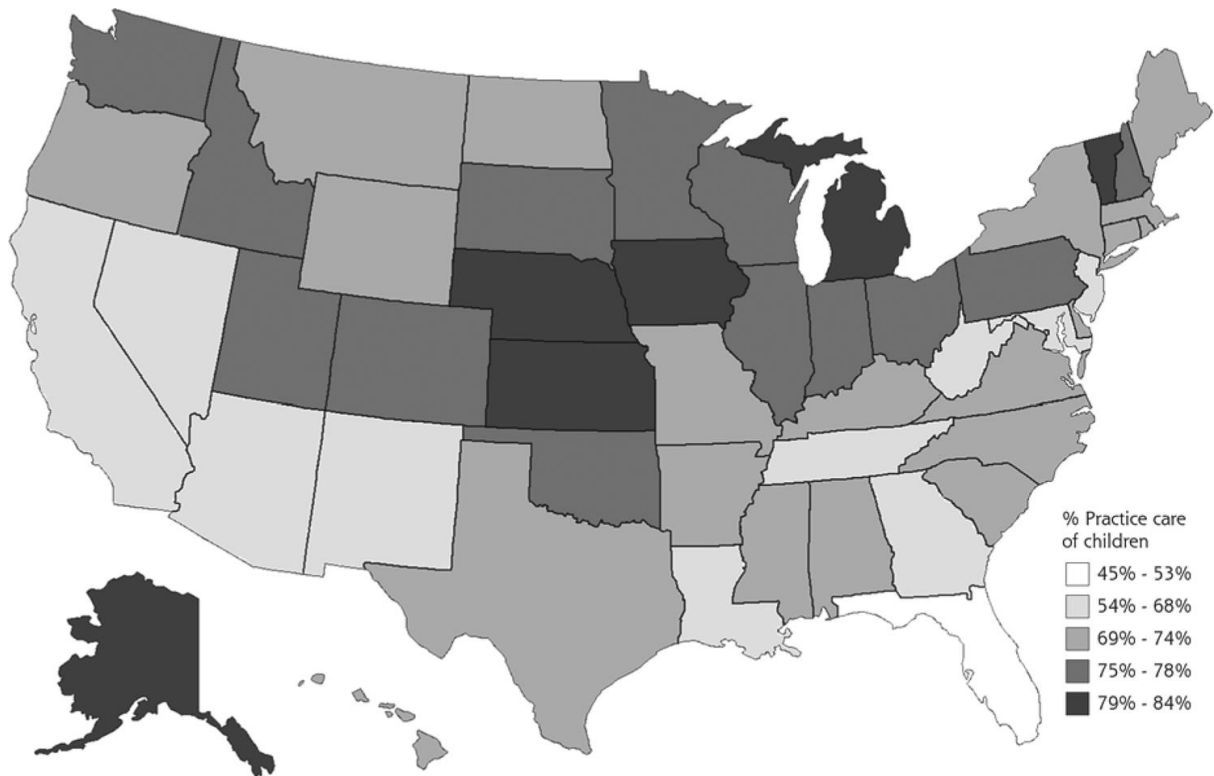 % Practice care
of children
45% - 53%
54% - 68%
69% - 74%
75% - 78%
79% - 84%